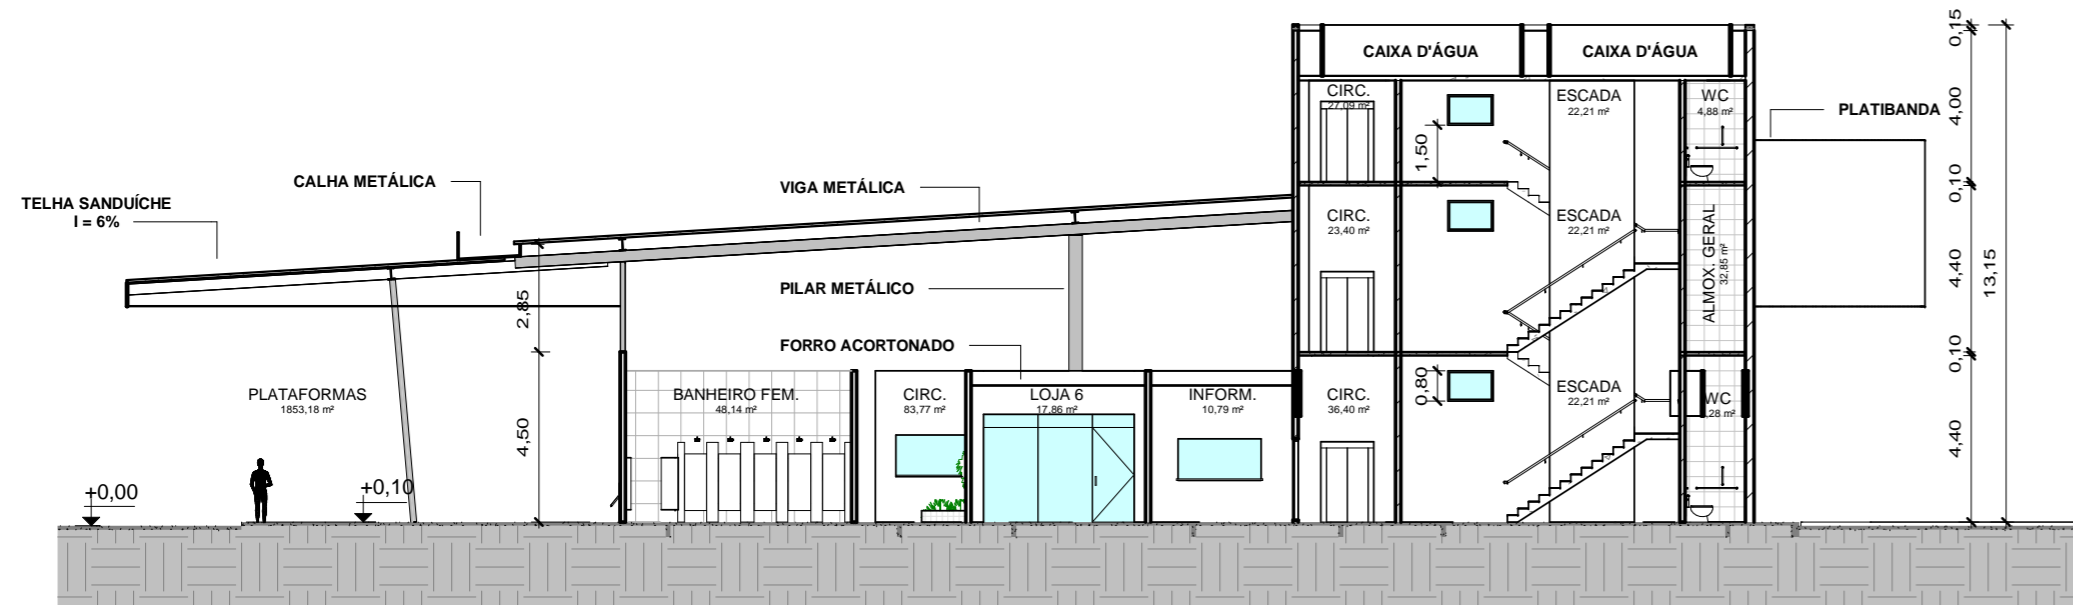 CAIXA D'ÁGUA
CAIXA D'ÁGUA
0,15
CIRC.
27,09 m²
ESCADA
22,21 m²
WC
4,88 m²
PLATIBANDA
4,00
1,50
CALHA METÁLICA
VIGA METÁLICA
0,10
TELHA SANDUÍCHE
I = 6%
CIRC.
23,40 m²
ESCADA
22,21 m²
ALMOX. GERAL
32,85 m²
4,40
13,15
PILAR METÁLICO
2,85
FORRO ACORTONADO
0,10
PLATAFORMAS
1853,18 m²
BANHEIRO FEM.
48,14 m²
CIRC.
83,77 m²
LOJA 6
17,86 m²
INFORM.
10,79 m²
CIRC.
36,40 m²
0,80
ESCADA
22,21 m²
WC
,28 m²
4,50
4,40
+0,00
+0,10